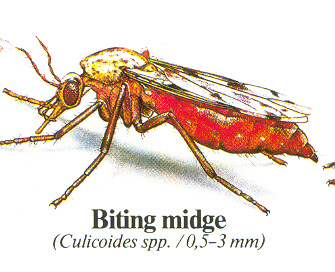 Biting midge
(Culicoides spp. / 0,5-3 mm)